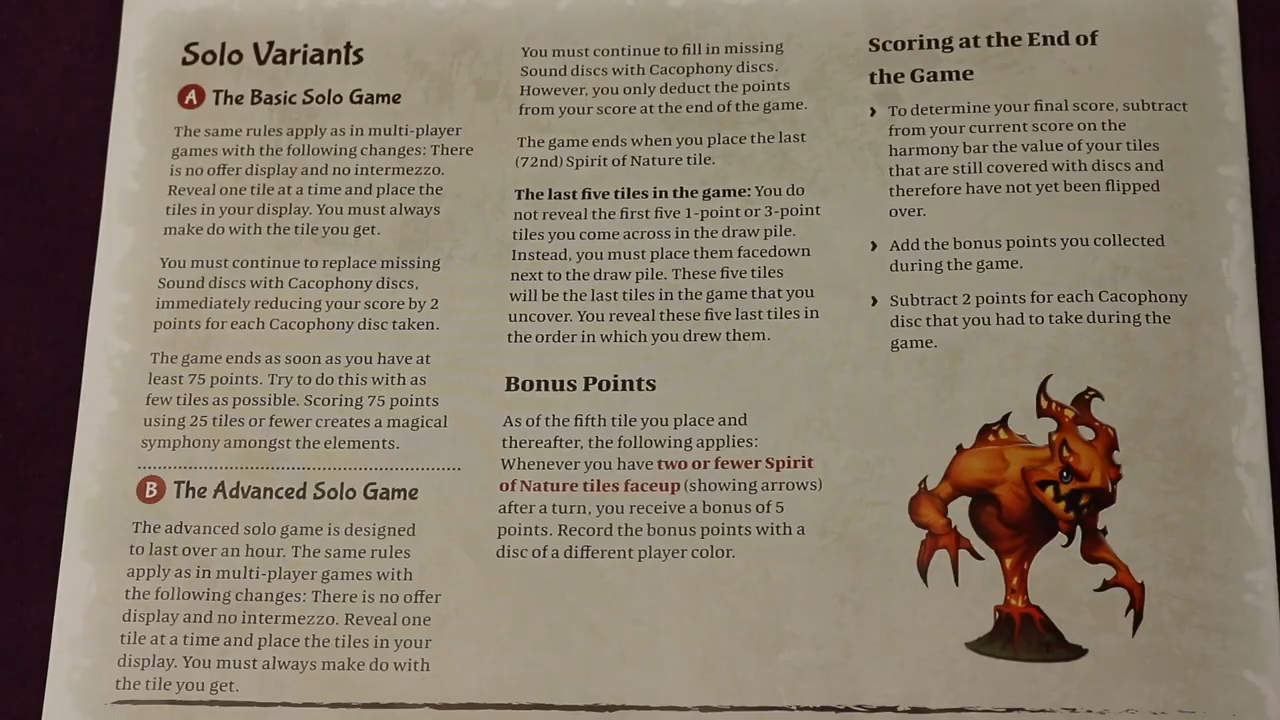 Solo Variants
A The Basic Solo Game
The same rules apply as in multi-player
games with the following changes: There
is no offer display and no intermezzo.
Reveal one tile at a time and place the
tiles in your display. You must always
make do with the tile you get.
You must continue to replace missing
Sound discs with Cacophony discs,
immediately reducing your score by 2
points for each Cacophony disc taken.
The game ends as soon as you have at
least 75 points. Try to do this with as
few tiles as possible. Scoring 75 points
using 25 tiles or fewer creates a magical
symphony amongst the elements.
B The Advanced Solo Game
The advanced solo game is designed
to last over an hour. The same rules
apply as in multi-player games with
the following changes: There is no offer
display and no intermezzo. Reveal one
tile at a time and place the tiles in your
display. You must always make do with
the tile you get.
You must continue to fill in missing
Sound discs with Cacophony discs.
However, you only deduct the points
from your score at the end of the game.
The game ends when you place the last
(72nd) Spirit of Nature tile.
The last five tiles in the game: You do
not reveal the first five 1-point or 3-point
tiles you come across in the draw pile.
Instead, you must place them facedown
next to the draw pile. These five tiles
will be the last tiles in the game that you
uncover. You reveal these five last tiles in
the order in which you drew them.
Bonus Points
As of the fifth tile you place and
thereafter, the following applies:
Whenever you have two or fewer Spirit
of Nature tiles faceup (showing arrows)
after a turn, you receive a bonus of 5
points. Record the bonus points with a
disc of a different player color.
Scoring at the End of
the Game
› To determine your final score, subtract
from your current score on the
harmony bar the value of your tiles
that are still covered with discs and
therefore have not yet been flipped
over.
› Add the bonus points you collected
during the game.
› Subtract 2 points for each Cacophony
disc that you had to take during the
game.